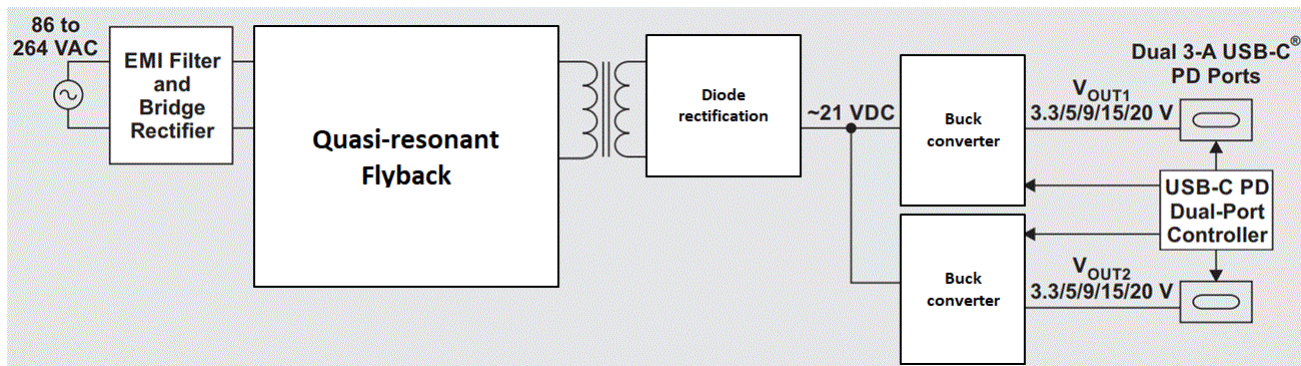 86 to
264 VAC
EMI Filter
and
Bridge
Rectifier
Quasi-resonant
Flyback
Diode
rectification
~21 VDC
Buck
converter
Buck
converter
V_OUT1
3.3/5/9/15/20 V
Dual 3-A USB-C®
PD Ports
USB-C PD
Dual-Port
Controller
V_OUT2
3.3/5/9/15/20 V